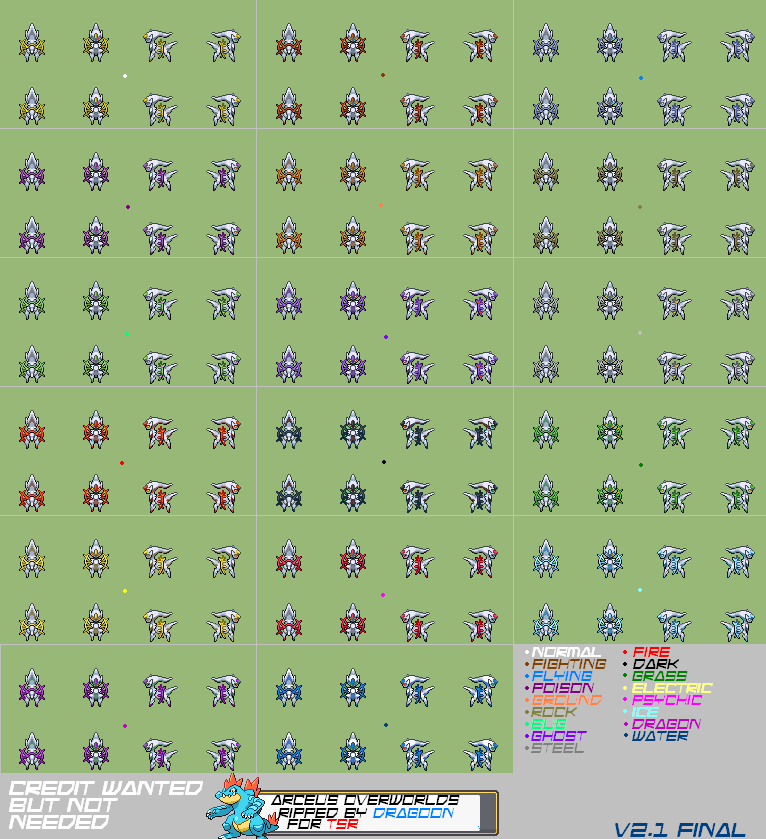 NORMAL
FIGHTING
FLYING
POISON
GROUND
ROCK
BUG
GHOST
STEEL
FIRE
DARK
GRASS
ELECTRIC
PSYCHIC
ICE
DRAGON
WATER
CREDIT WANTED
BUT NOT
NEEDED
ARCEUS OVERWORLDS
RIPPED BY DRAGOON
FOR TSR
V2.1 FINAL